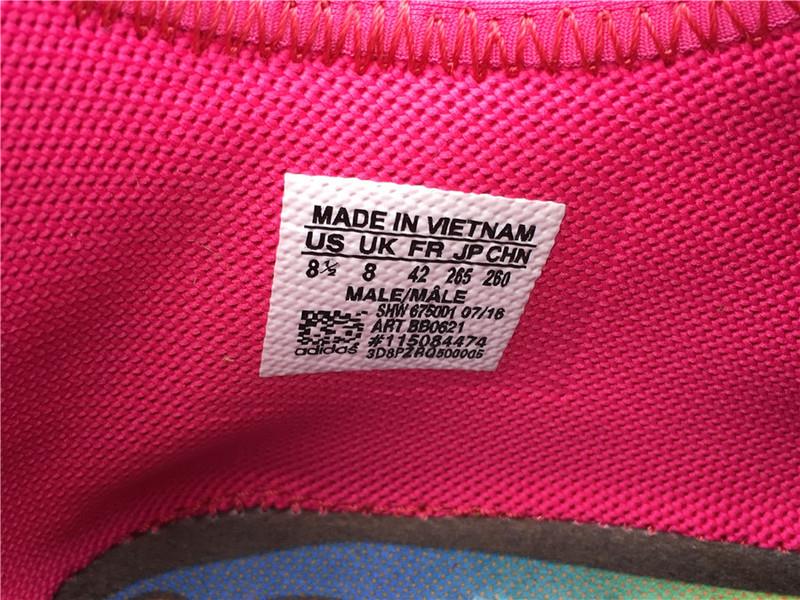 MADE IN VIETNAM
US UK FR JP CHN
8½ 8 42 265 260
MALE/MÂLE
SHW 675001 07/16
ART BB0621
#115084474
adidas 3D8PZRQ500005